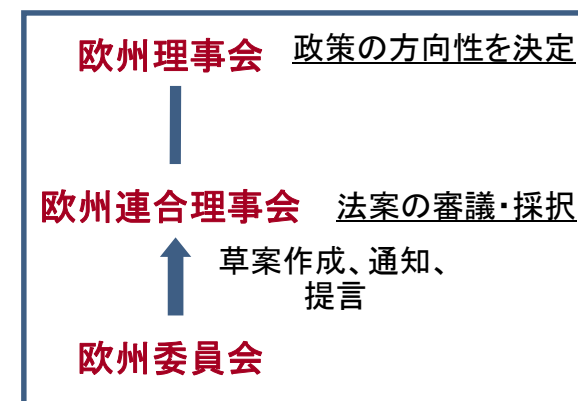 欧州理事会 政策の方向性を決定
欧州連合理事会 法案の審議・採択
草案作成、通知、
提言
欧州委員会